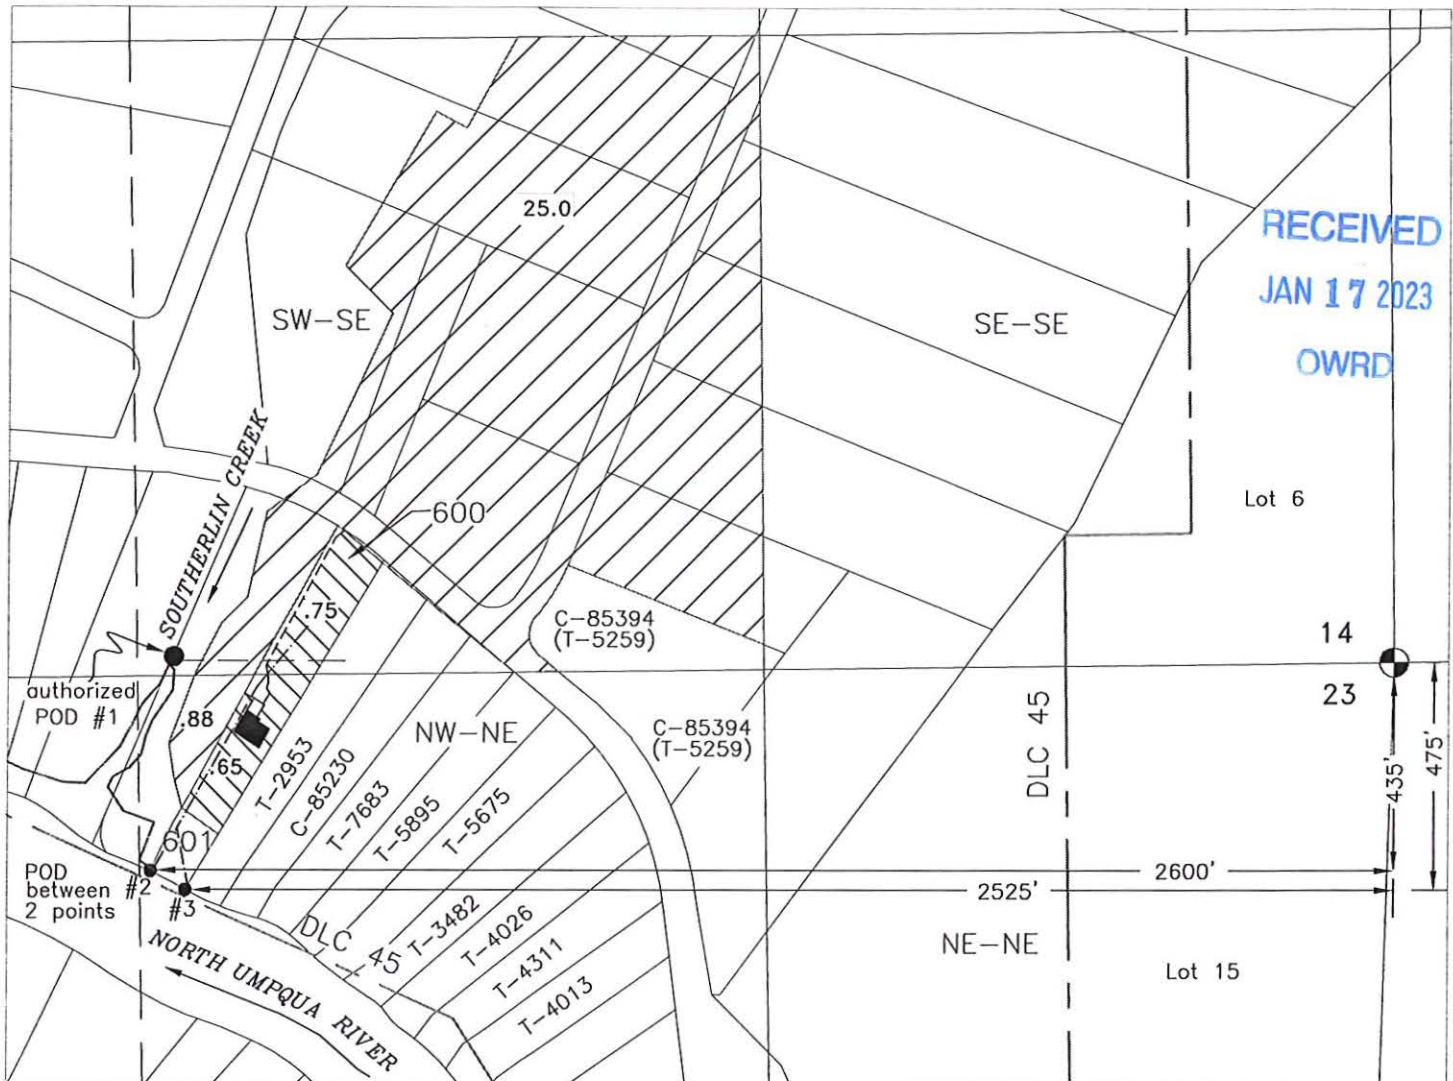 25.0
RECEIVED
JAN 17 2023
OWRD
SW-SE
SE-SE
SOUTHERLIN CREEK
600
Lot 6
.75
C-85394
(T-5259)
14
23
authorized
POD #1
.88
.65
NW-NE
C-85394
(T-5259)
DLC 45
435'
475'
T-2953
C-85230
T-7683
T-5895
T-5675
601
POD
between
2 points
#2
#3
2600'
2525'
DLC 45
T-3482
T-4026
T-4311
T-4013
NORTH UMPQUA RIVER
NE-NE
Lot 15